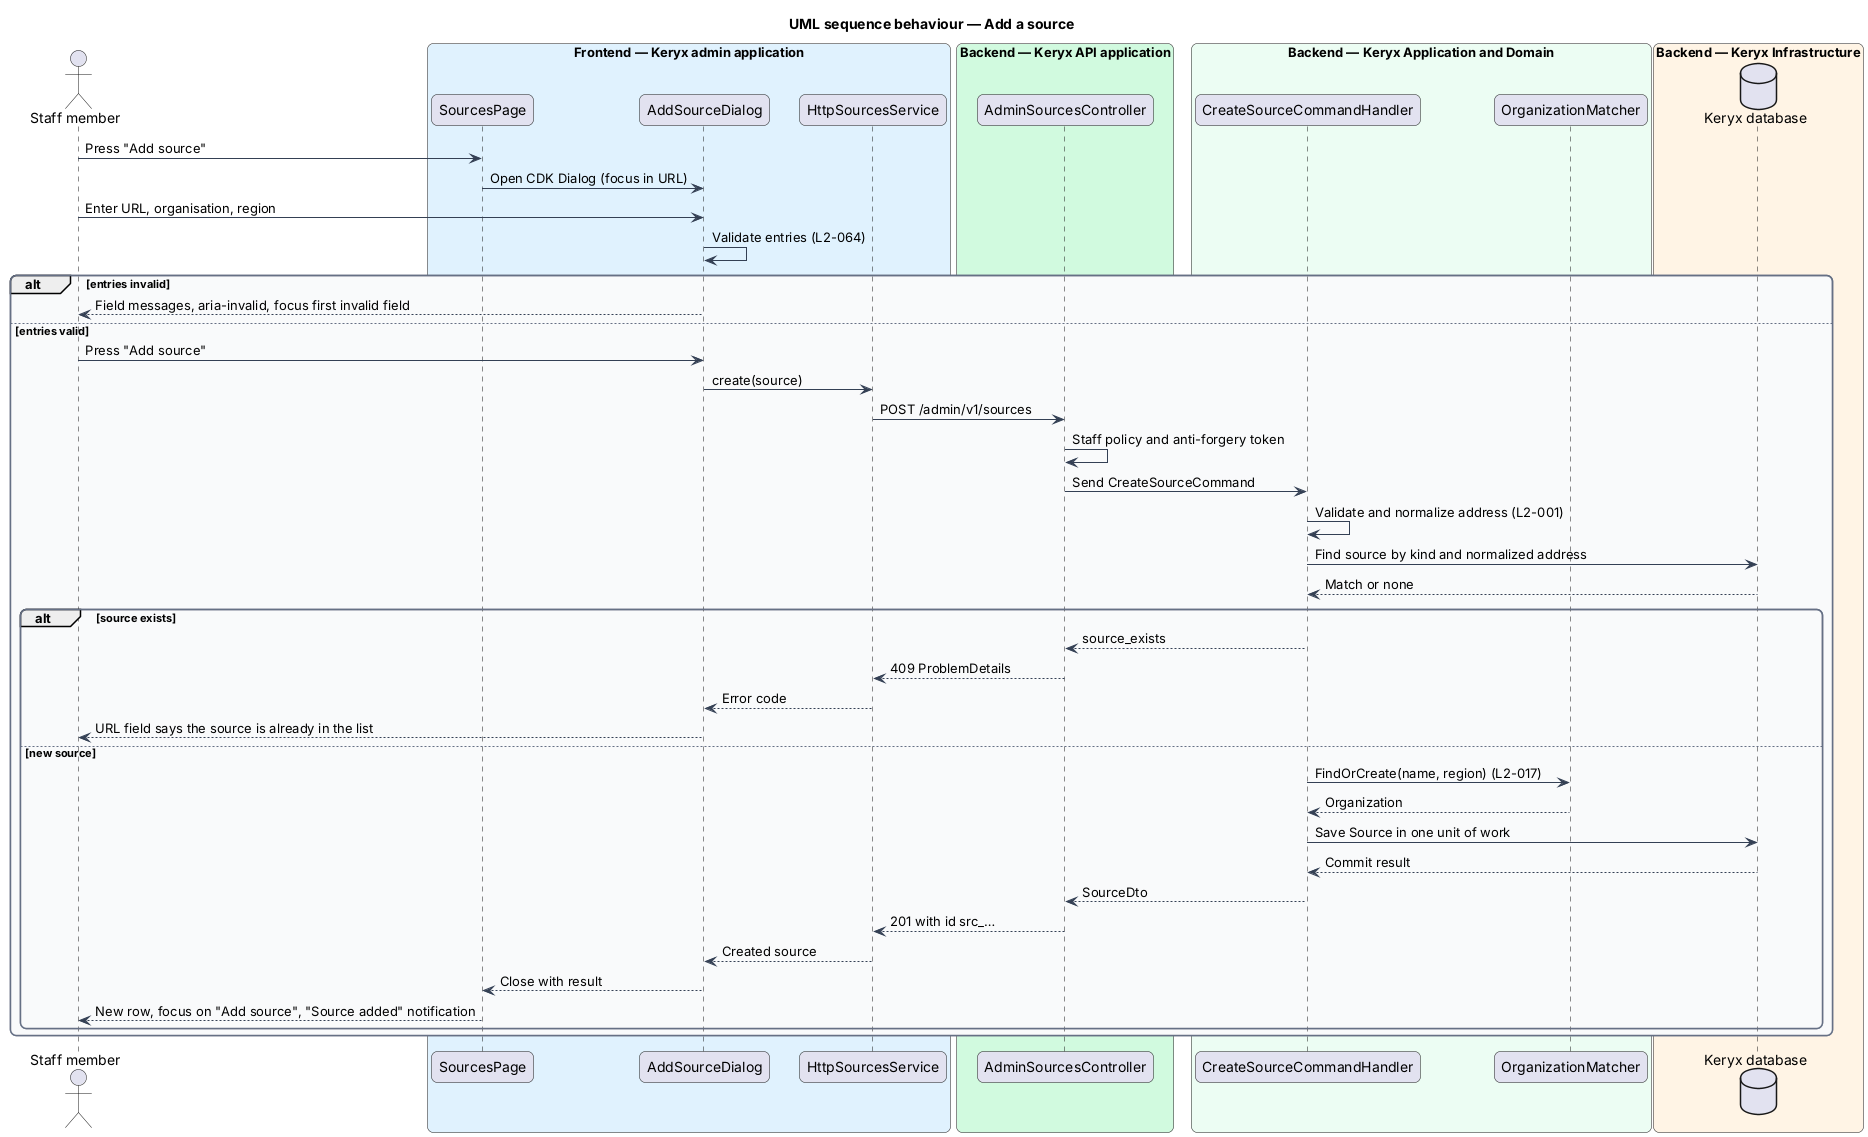 UML sequence behaviour — Add a source
Frontend — Keryx admin application
Backend — Keryx API application
Backend — Keryx Application and Domain
Backend — Keryx Infrastructure
Staff member
SourcesPage
AddSourceDialog
HttpSourcesService
AdminSourcesController
CreateSourceCommandHandler
OrganizationMatcher
Keryx database
Press "Add source"
Open CDK Dialog (focus in URL)
Enter URL, organisation, region
Validate entries (L2-064)
alt
[entries invalid]
Field messages, aria-invalid, focus first invalid field
[entries valid]
Press "Add source"
create(source)
POST /admin/v1/sources
Staff policy and anti-forgery token
Send CreateSourceCommand
Validate and normalize address (L2-001)
Find source by kind and normalized address
Match or none
alt
[source exists]
source_exists
409 ProblemDetails
Error code
URL field says the source is already in the list
[new source]
FindOrCreate(name, region) (L2-017)
Organization
Save Source in one unit of work
Commit result
SourceDto
201 with id src_...
Created source
Close with result
New row, focus on "Add source", "Source added" notification
Staff member
SourcesPage
AddSourceDialog
HttpSourcesService
AdminSourcesController
CreateSourceCommandHandler
OrganizationMatcher
Keryx database